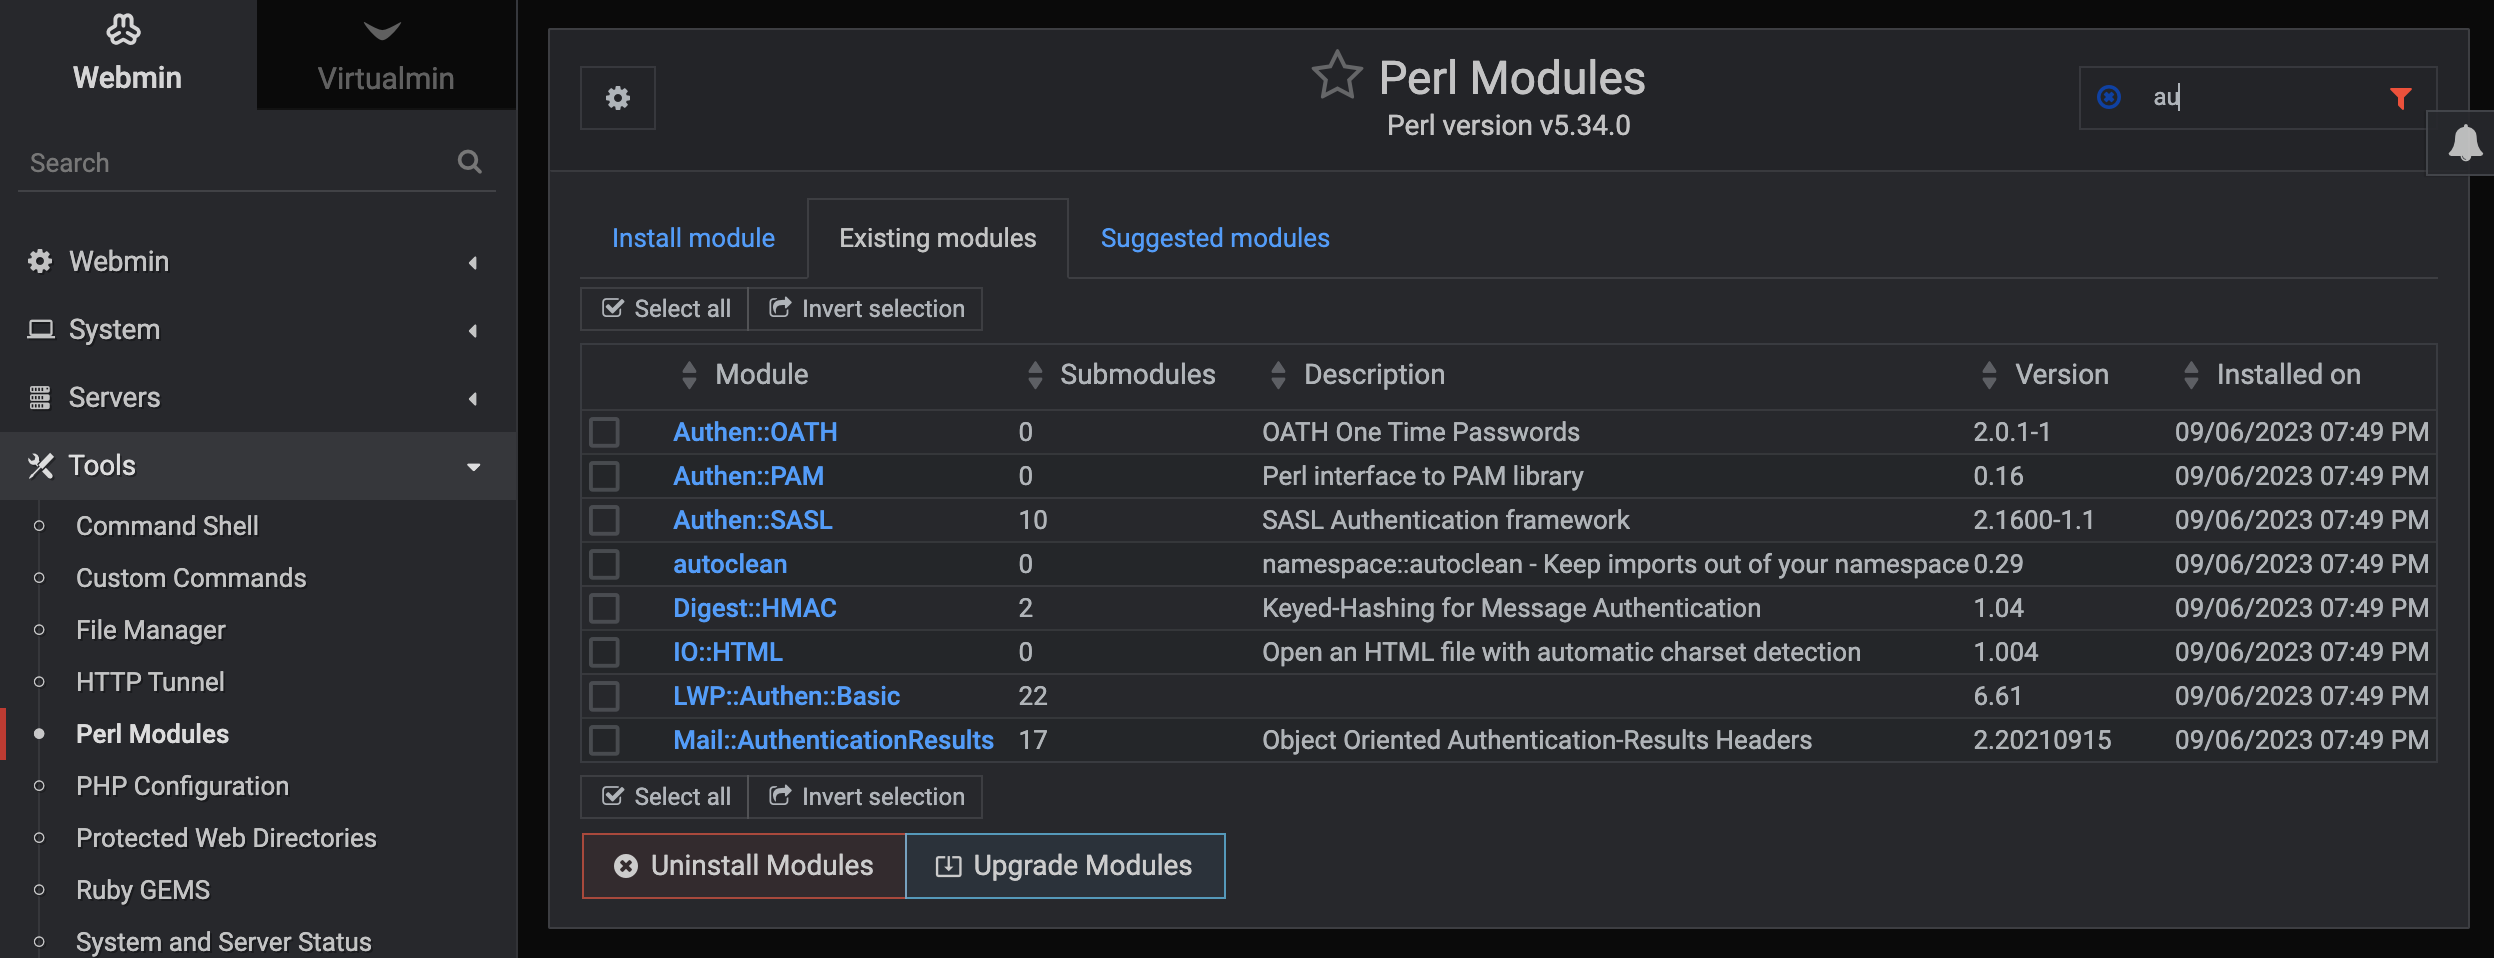 Webmin
Virtualmin
Search
Webmin
System
Servers
Tools
Command Shell
Custom Commands
File Manager
HTTP Tunnel
Perl Modules
PHP Configuration
Protected Web Directories
Ruby GEMS
System and Server Status
Perl Modules
Perl version v5.34.0
au
Install module Existing modules Suggested modules
Select all Invert selection
Module Submodules Description Version Installed on
Authen::OATH 0 OATH One Time Passwords 2.0.1-1 09/06/2023 07:49 PM
Authen::PAM 0 Perl interface to PAM library 0.16 09/06/2023 07:49 PM
Authen::SASL 10 SASL Authentication framework 2.1600-1.1 09/06/2023 07:49 PM
autoclean 0 namespace::autoclean - Keep imports out of your namespace 0.29 09/06/2023 07:49 PM
Digest::HMAC 2 Keyed-Hashing for Message Authentication 1.04 09/06/2023 07:49 PM
IO::HTML 0 Open an HTML file with automatic charset detection 1.004 09/06/2023 07:49 PM
LWP::Authen::Basic 22 6.61 09/06/2023 07:49 PM
Mail::AuthenticationResults 17 Object Oriented Authentication-Results Headers 2.20210915 09/06/2023 07:49 PM
Select all Invert selection
Uninstall Modules Upgrade Modules